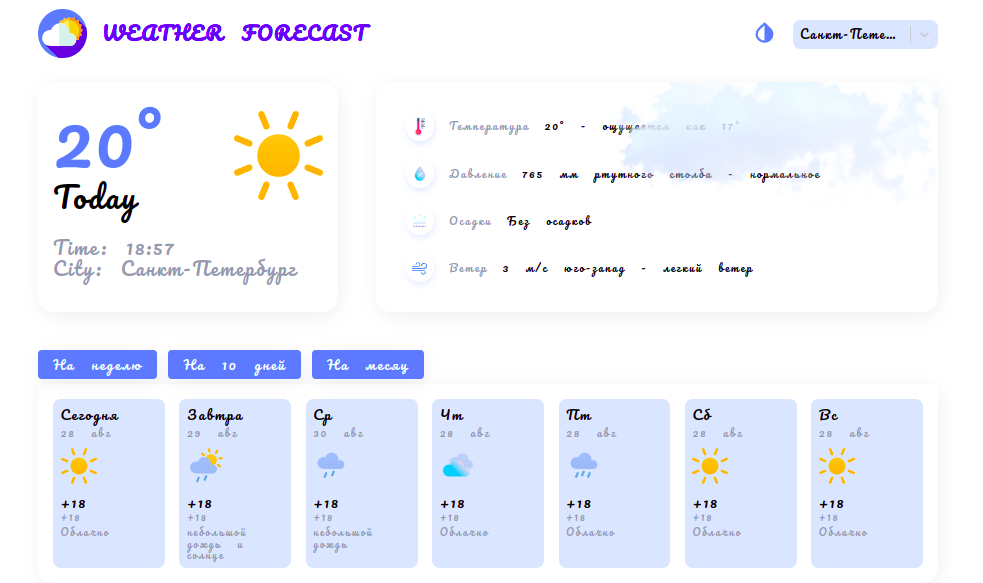 WEATHER FORECAST
Санкт-Пете...
20°
Today
Time: 18:57
City: Санкт-Петербург
Температура 20° - ощущается как 17°
Давление 765 мм ртутного столба - нормальное
Осадки Без осадков
Ветер 3 м/с юго-запад - легкий ветер
На неделю
На 10 дней
На месяц
Сегодня
28 авг
+18
+18
Облачно
Завтра
29 авг
+18
+18
небольшой
дождь и
солнце
Ср
30 авг
+18
+18
небольшой
дождь
Чт
28 авг
+18
+18
Облачно
Пт
28 авг
+18
+18
Облачно
Сб
28 авг
+18
+18
Облачно
Вс
28 авг
+18
+18
Облачно